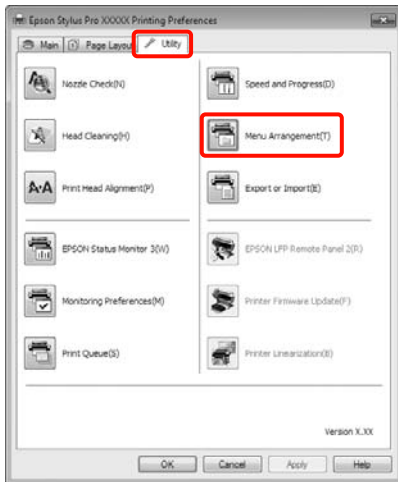 Epson Stylus Pro XXXXX Printing Preferences
Main
Page Layou
Utility
Nozzle Check(N)
Speed and Progress(D)
Head Cleaning(H)
Menu Arrangement(T)
Print Head Alignment(P)
Export or Import(E)
EPSON Status Monitor 3(W)
EPSON LFP Remote Panel 2(R)
Monitoring Preferences(M)
Printer Firmware Update(F)
Print Queue(S)
Printer Linearization(B)
Version X.XX
OK
Cancel
Apply
Help